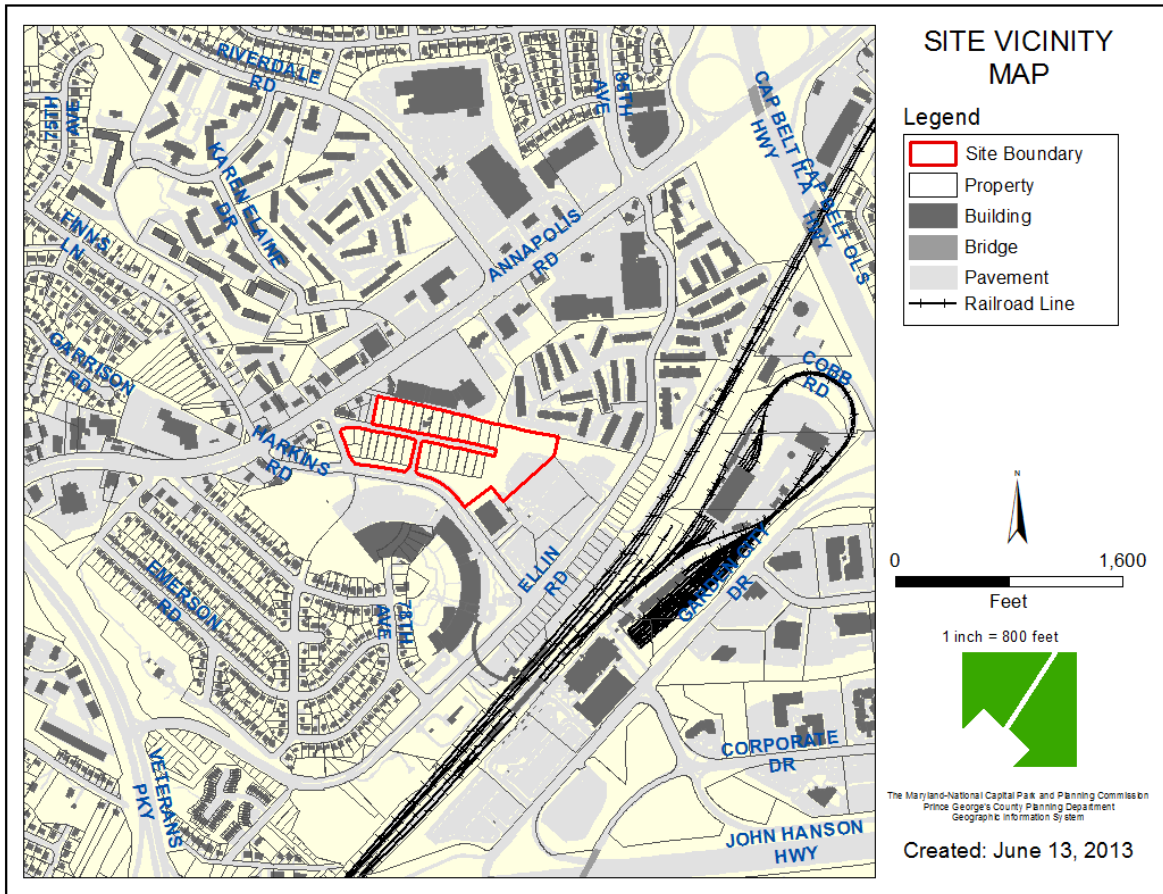 SITE VICINITY
MAP
Legend
Site Boundary
Property
Building
Bridge
Pavement
Railroad Line
N
0
1,600
Feet
1 inch = 800 feet
The Maryland-National Capital Park and Planning Commission
Prince George's County Planning Department
Geographic Information System
Created: June 13, 2013
RIVERDALE
RD
85TH
AVE
75TH
AVE
CAP BELT ILA
HWY
CAP BELT OLS
HWY
KAREN ELAINE
DR
FINNS
LN
ANNAPOLIS
RD
GARRISON
RD
COBB
RD
HARKINS
RD
ELLIN
RD
GARDEN CITY
DR
EMERSON
RD
78TH
AVE
VETERANS
PKY
CORPORATE
DR
JOHN HANSON
HWY